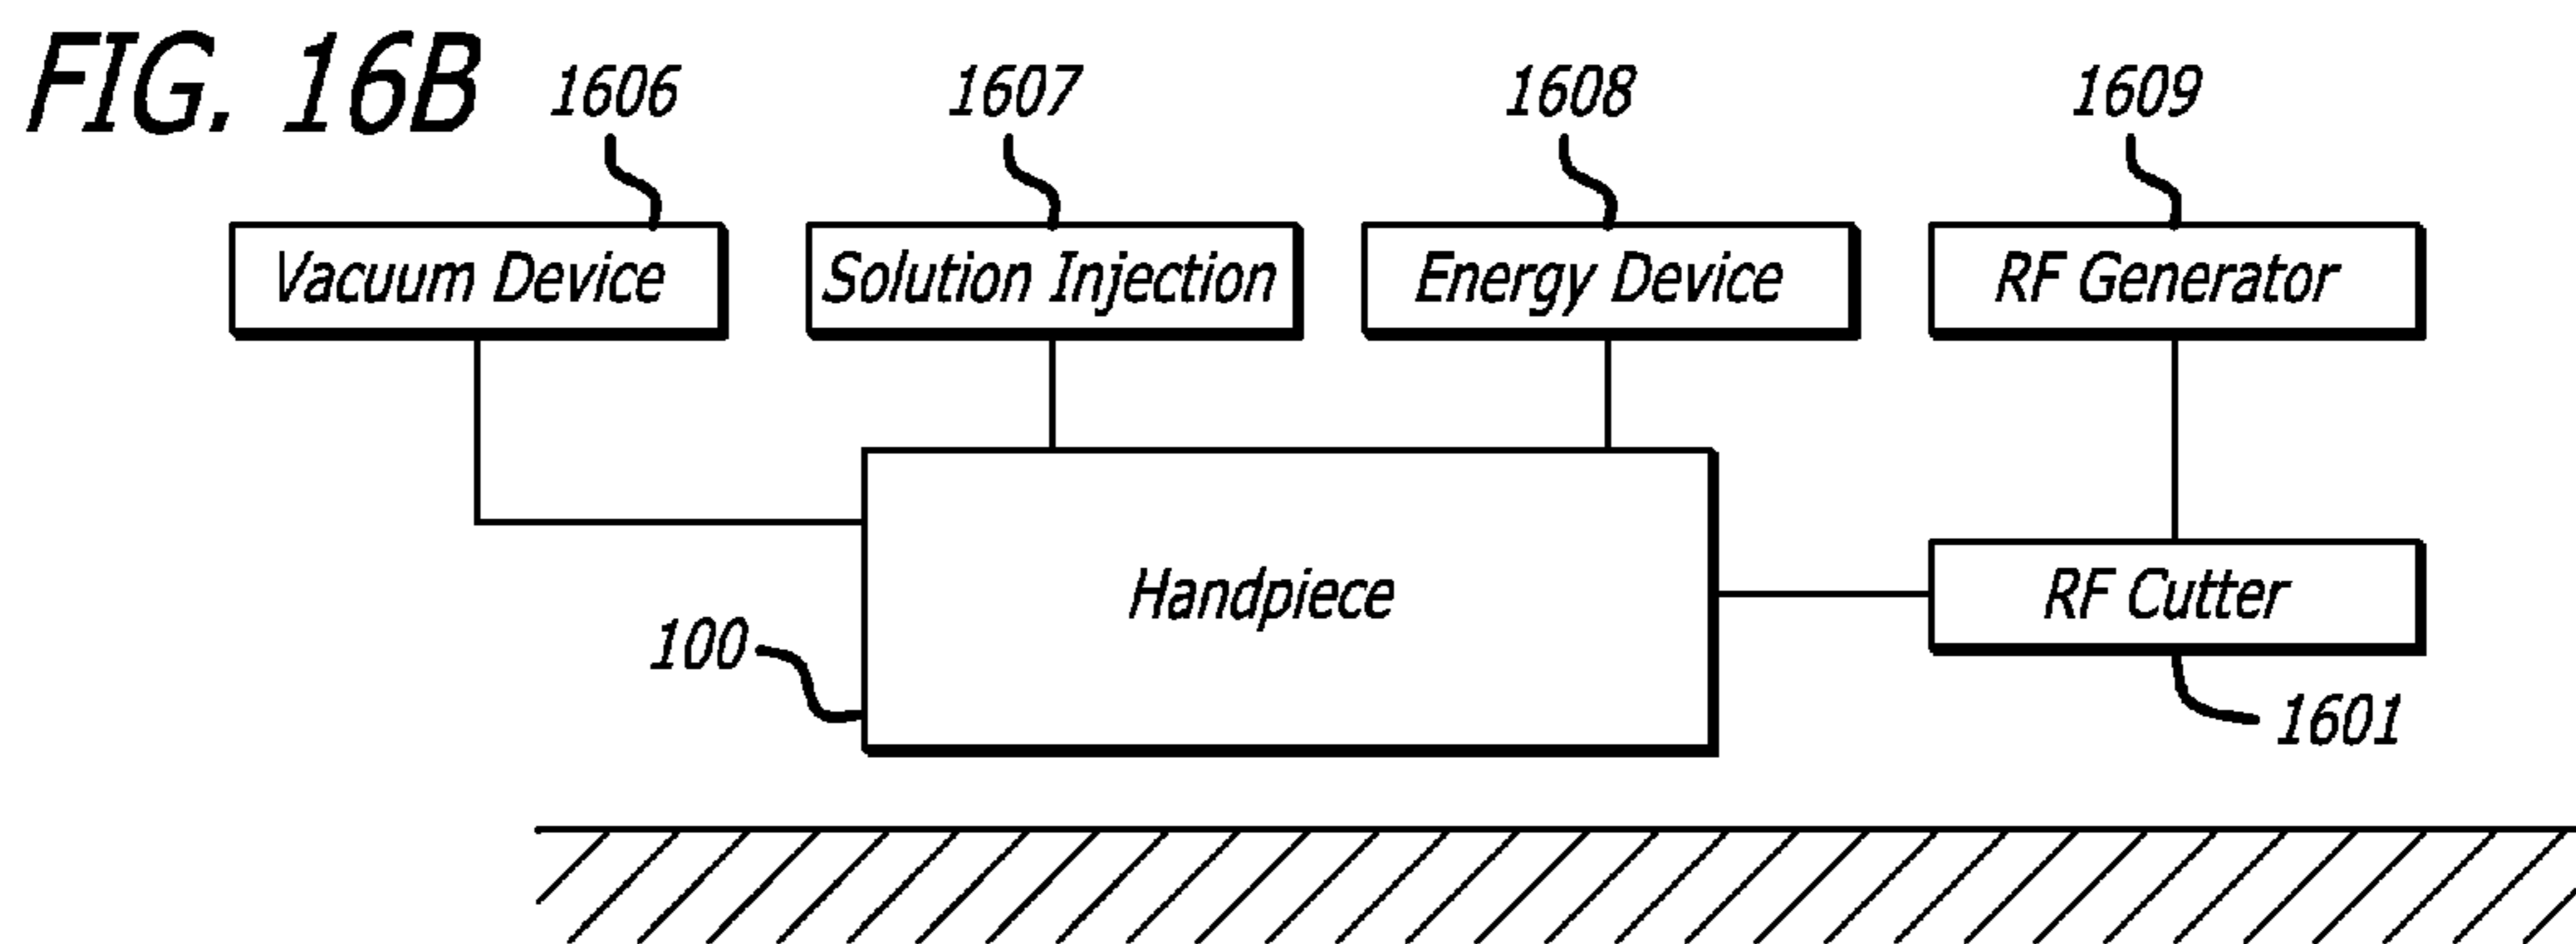 FIG. 16B
1606
1607
1608
1609
Vacuum Device
Solution Injection
Energy Device
RF Generator
Handpiece
RF Cutter
100
1601